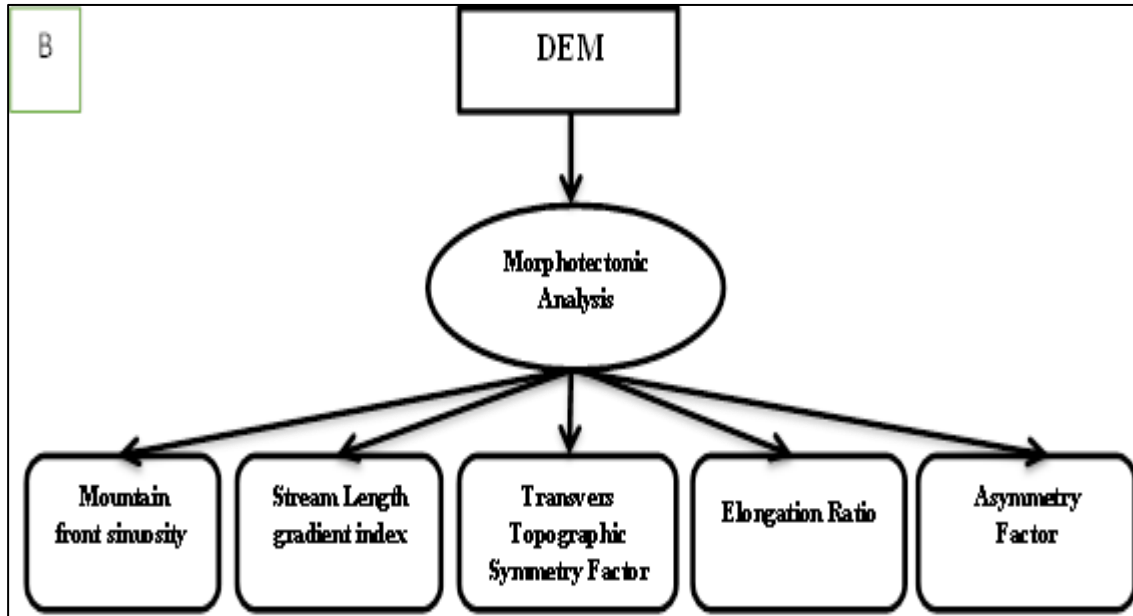 B
DEM
Morphotectonic
Analysis
Mountain
front sinuosity
Stream Length
gradient index
Transvers
Topographic
Symmetry Factor
Elongation Ratio
Asymmetry
Factor